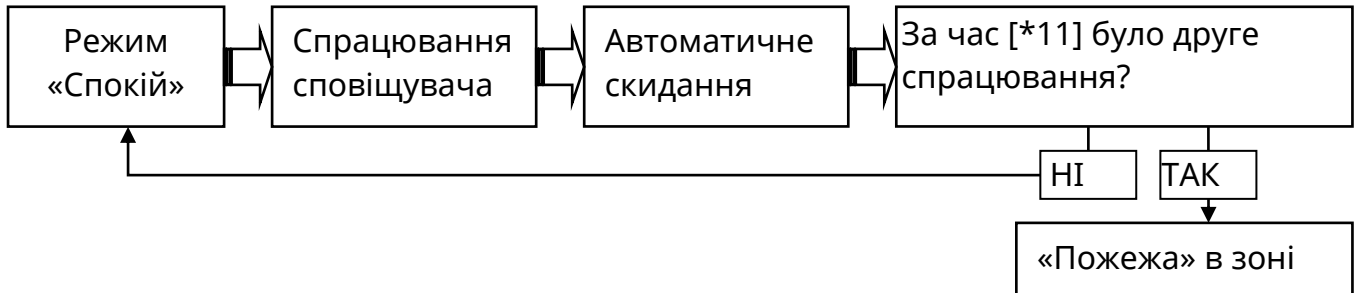 Режим
«Спокій»
Спрацювання
сповіщувача
Автоматичне
скидання
За час [*11] було друге
спрацювання?
НІ
ТАК
«Пожежа» в зоні